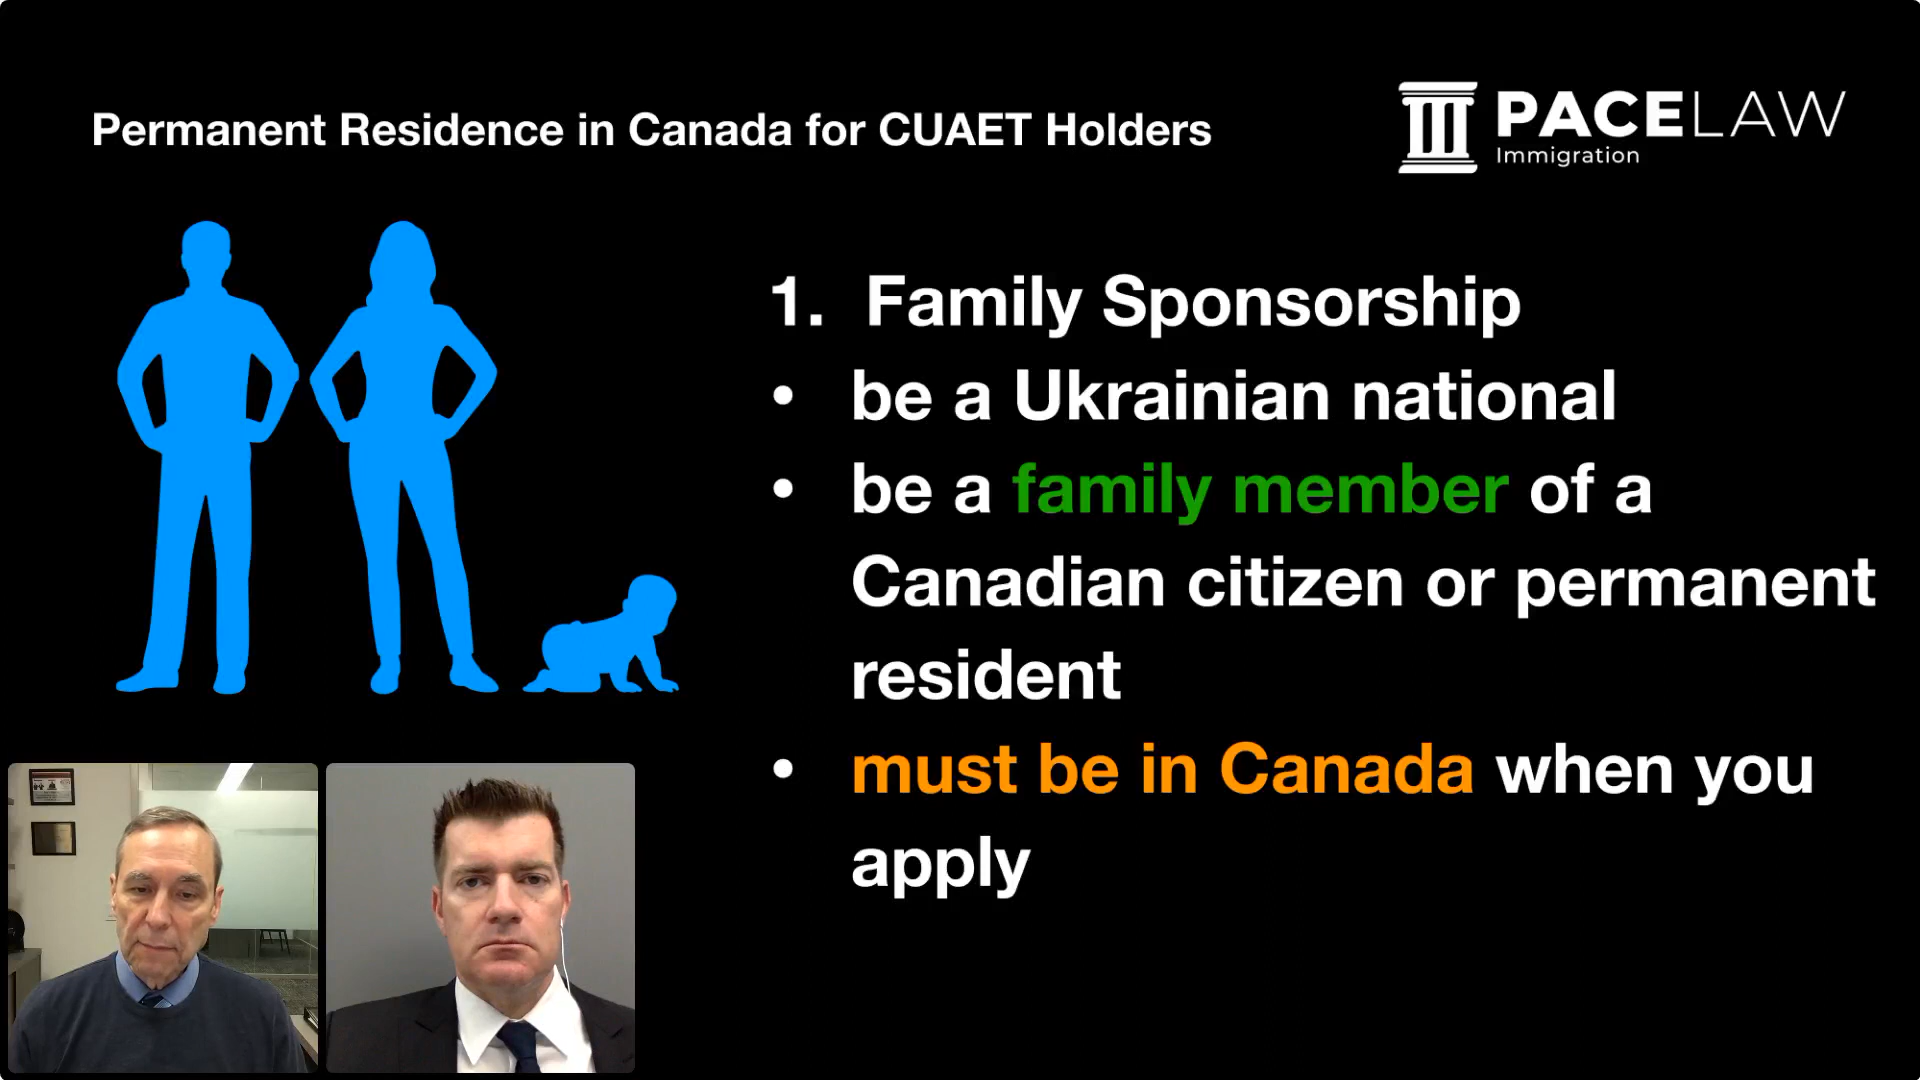 Permanent Residence in Canada for CUAET Holders
PACELAW
Immigration
1. Family Sponsorship
• be a Ukrainian national
• be a family member of a
Canadian citizen or permanent
resident
• must be in Canada when you
apply